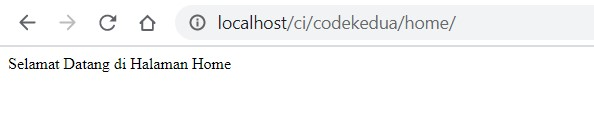 localhost/ci/codekedua/home/
Selamat Datang di Halaman Home